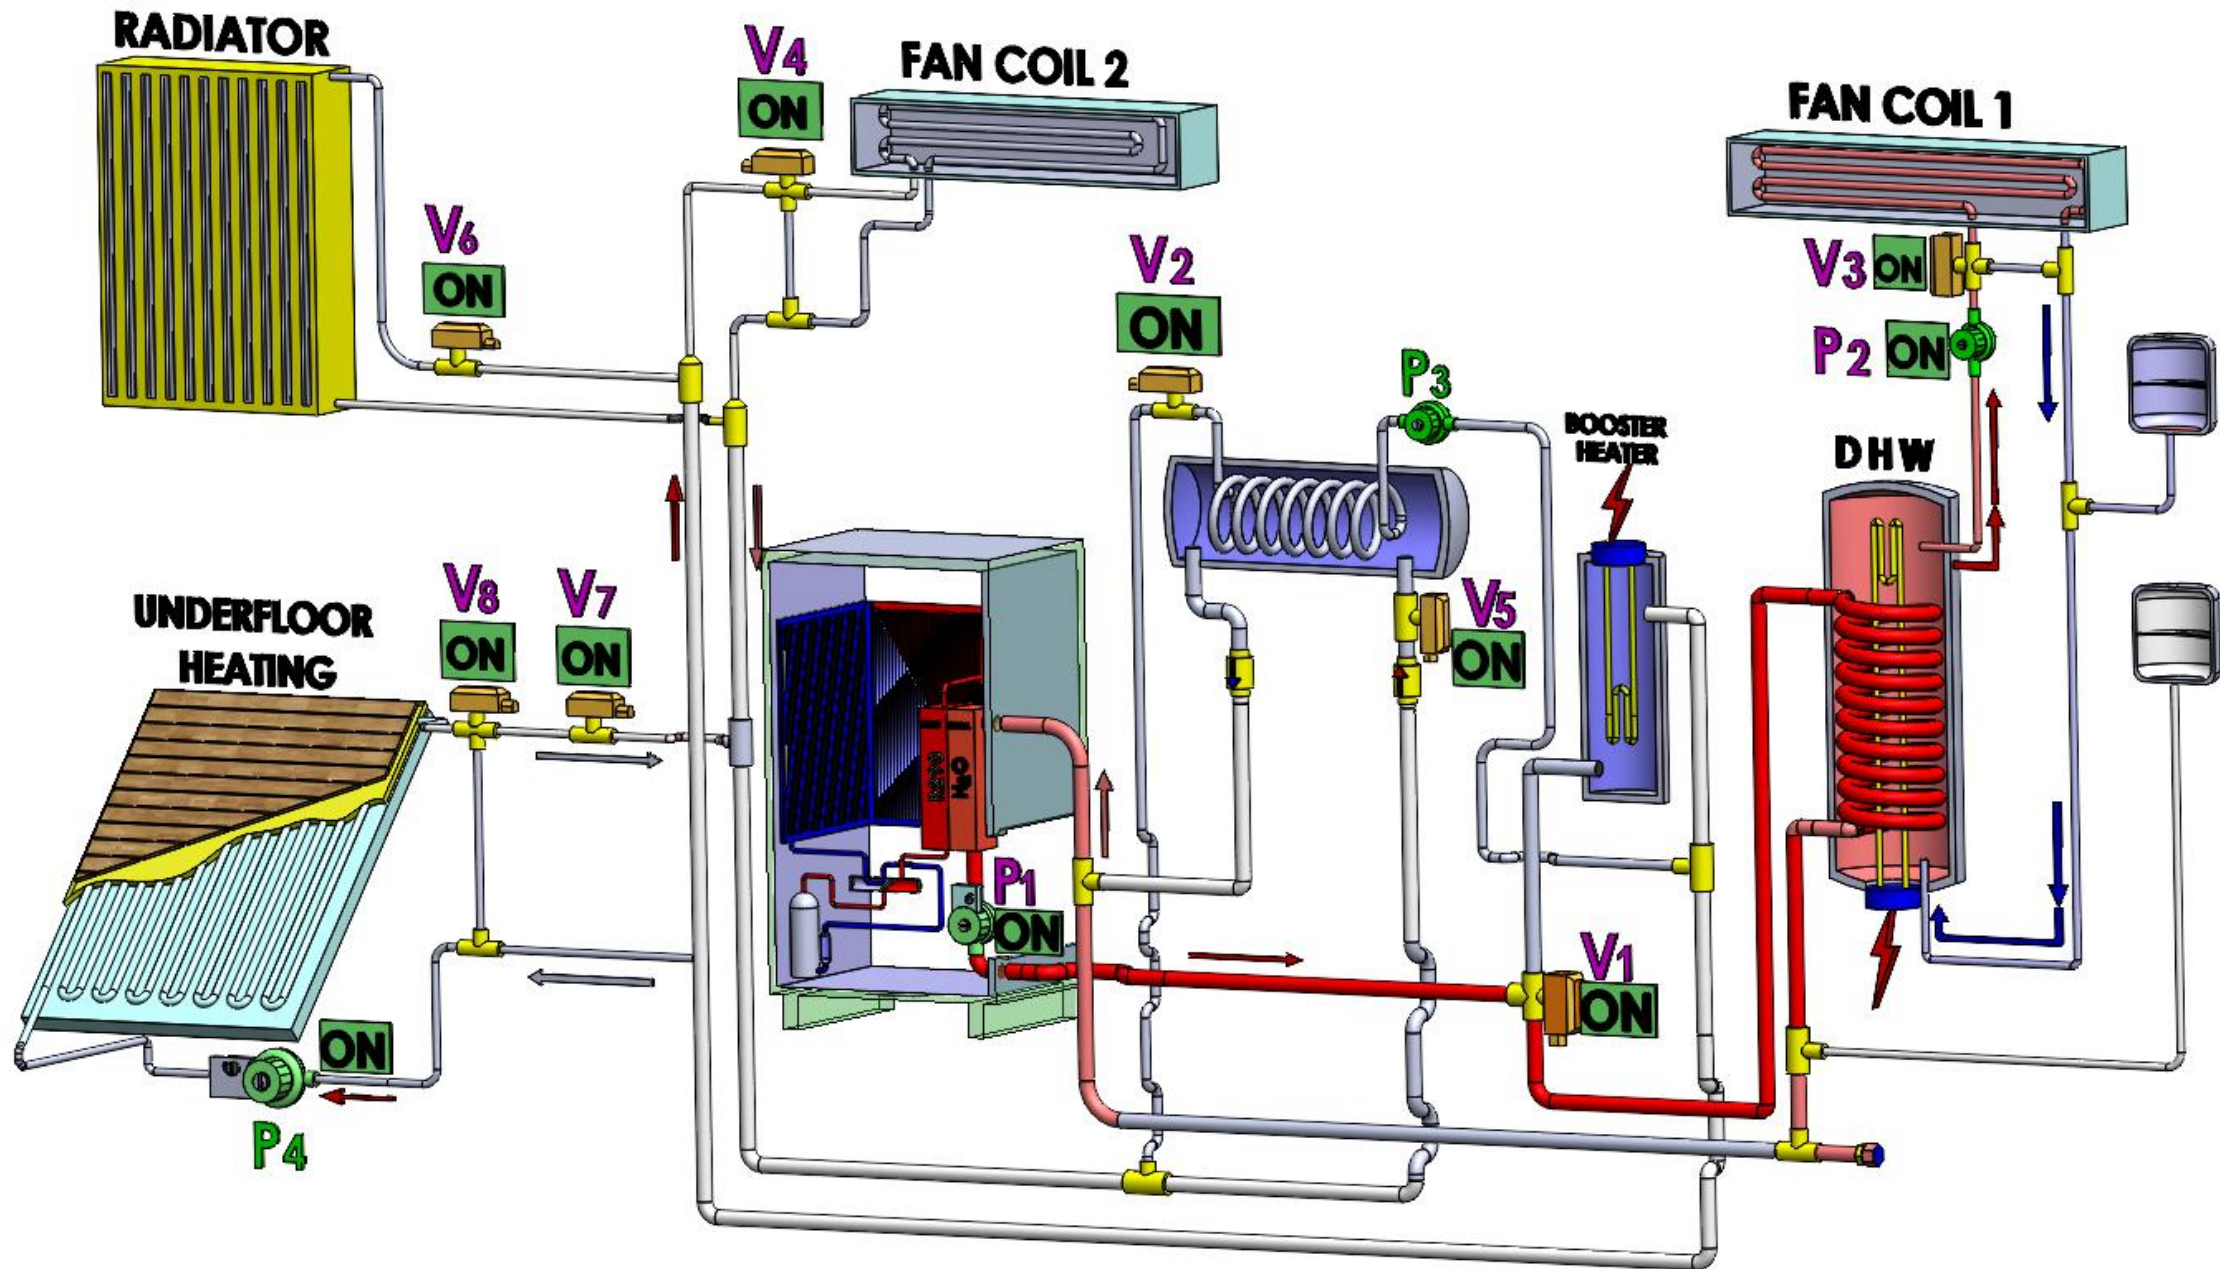 RADIATOR
V4
ON
FAN COIL 2
FAN COIL 1
V6
ON
V2
ON
V3 ON
P2 ON
P3
BOOSTER
HEATER
DHW
V8
ON
V7
ON
V5
ON
UNDERFLOOR
HEATING
P1
ON
V1
ON
ON
P4